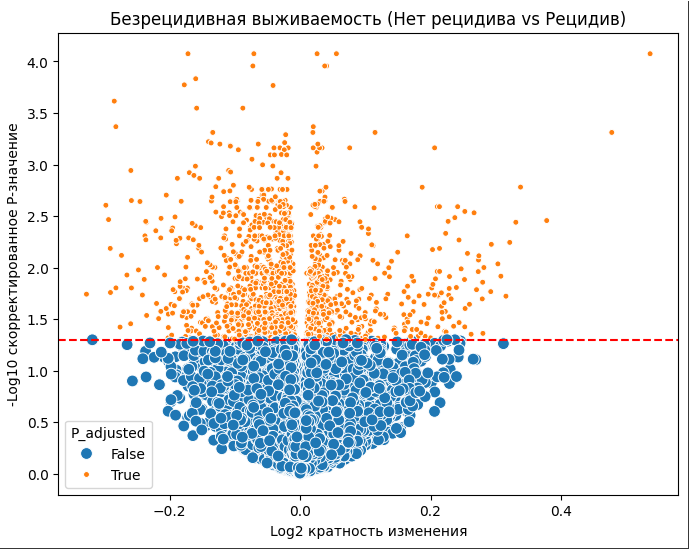 Безрецидивная выживаемость (Нет рецидива vs Рецидив)
-Log10 скорректированное P-значение
4.0
3.5
3.0
2.5
2.0
1.5
1.0
0.5
0.0
P_adjusted
False
True
−0.2
0.0
0.2
0.4
Log2 кратность изменения